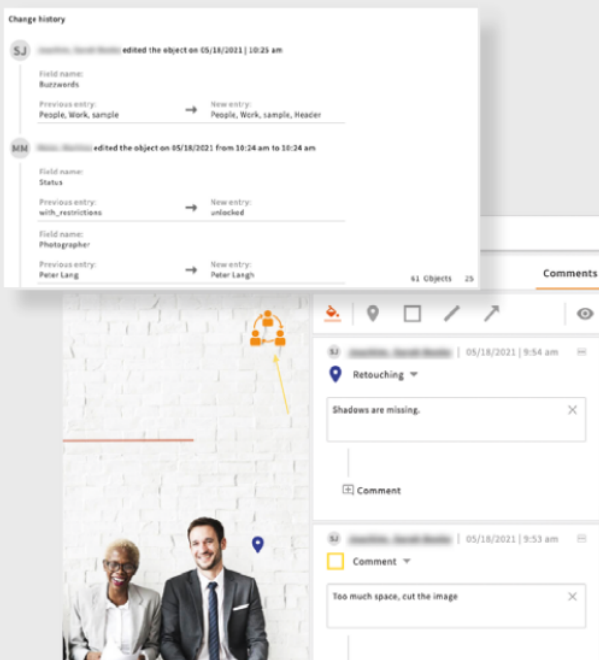 Change history
SJ edited the object on 05/18/2021 | 10:25 am
Field name:
Buzzwords
Previous entry: New entry:
People, Work, sample → People, Work, sample, Header
MM edited the object on 05/18/2021 from 10:24 am to 10:24 am
Field name:
Status
Previous entry: New entry:
with_restrictions → unlocked
Field name:
Photographer
Previous entry: New entry:
Peter Lang → Peter Langh
61 Objects 25
Comments
SJ | 05/18/2021 | 9:54 am
Retouching
Shadows are missing.
Comment
SJ | 05/18/2021 | 9:53 am
Comment
Too much space, cut the image